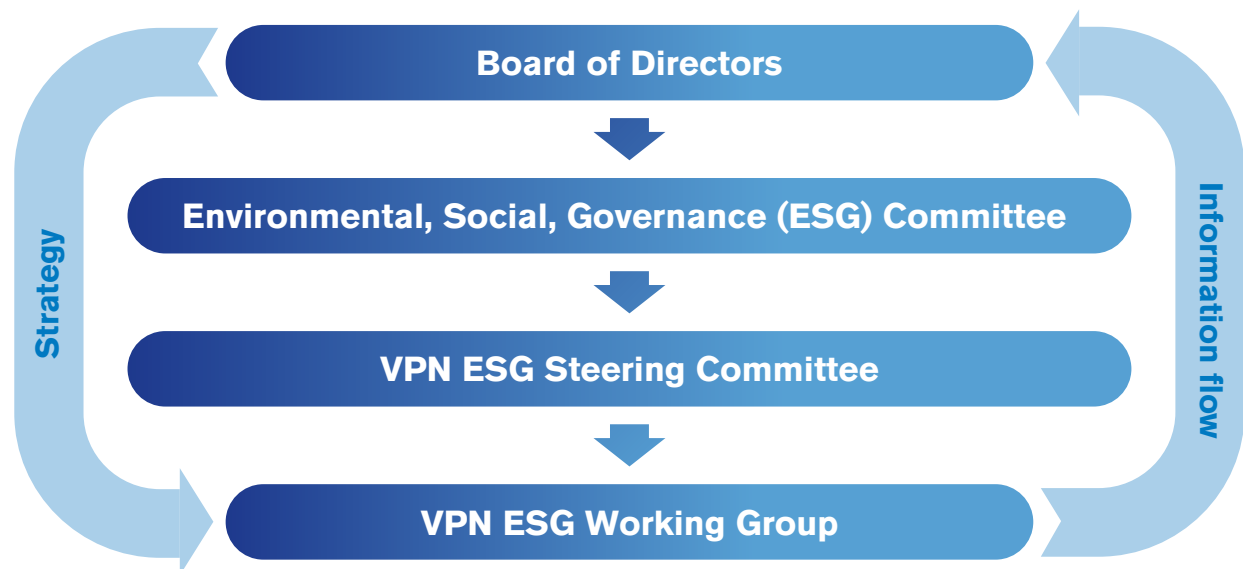 Board of Directors
Environmental, Social, Governance (ESG) Committee
Strategy
Information flow
VPN ESG Steering Committee
VPN ESG Working Group